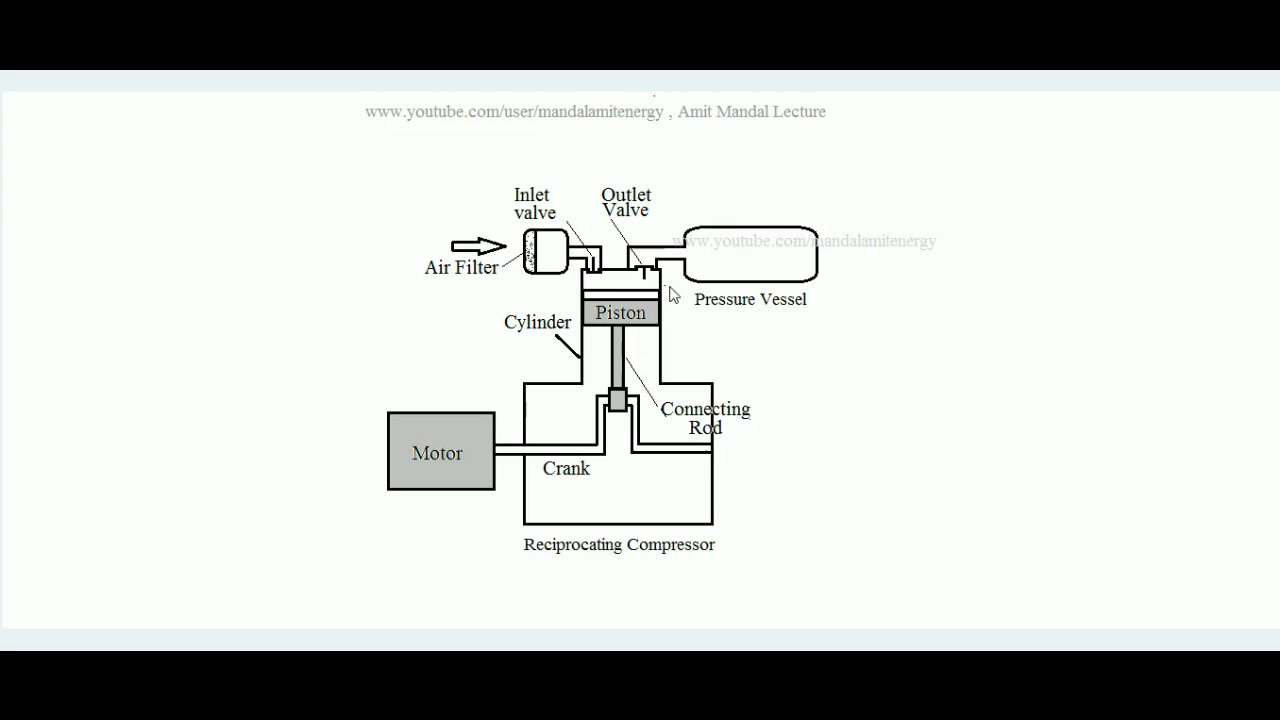 www.youtube.com/user/mandalamitenergy , Amit Mandal Lecture
Inlet
valve
Outlet
Valve
www.youtube.com/mandalamitenergy
Air Filter
Pressure Vessel
Piston
Cylinder
Connecting
Rod
Motor
Crank
Reciprocating Compressor